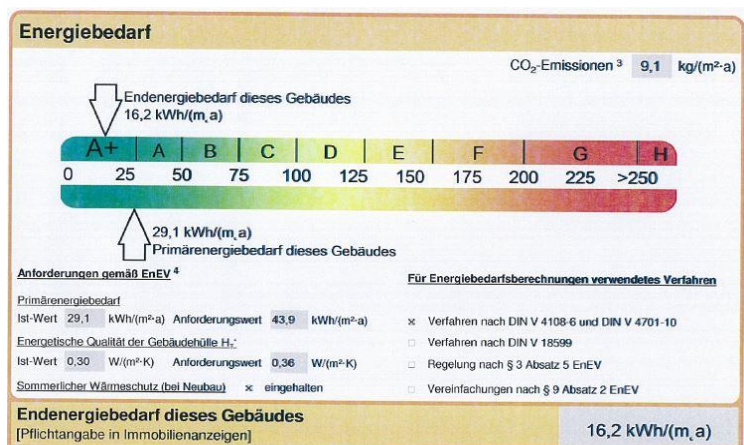 Energiebedarf
CO₂-Emissionen ³ 9,1 kg/(m²·a)
Endenergiebedarf dieses Gebäudes
16,2 kWh/(m‚a)
A+ A B C D E F G H
0 25 50 75 100 125 150 175 200 225 >250
29,1 kWh/(m‚a)
Primärenergiebedarf dieses Gebäudes
Anforderungen gemäß EnEV ⁴
Für Energiebedarfsberechnungen verwendetes Verfahren
Primärenergiebedarf
Ist-Wert 29,1 kWh/(m²·a) Anforderungswert 43,9 kWh/(m²·a)
Verfahren nach DIN V 4108-6 und DIN V 4701-10
Energetische Qualität der Gebäudehülle H_T'
Verfahren nach DIN V 18599
Ist-Wert 0,30 W/(m²·K) Anforderungswert 0,36 W/(m²·K)
Regelung nach § 3 Absatz 5 EnEV
Sommerlicher Wärmeschutz (bei Neubau) x eingehalten
Vereinfachungen nach § 9 Absatz 2 EnEV
Endenergiebedarf dieses Gebäudes
[Pflichtangabe in Immobilienanzeigen]
16,2 kWh/(m‚a)